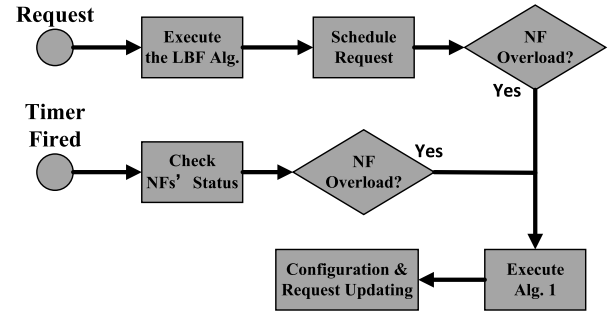 Request
Execute
the LBF Alg.
Schedule
Request
NF
Overload?
Yes
Timer
Fired
Check
NFs’ Status
NF
Overload?
Yes
Configuration &
Request Updating
Execute
Alg. 1